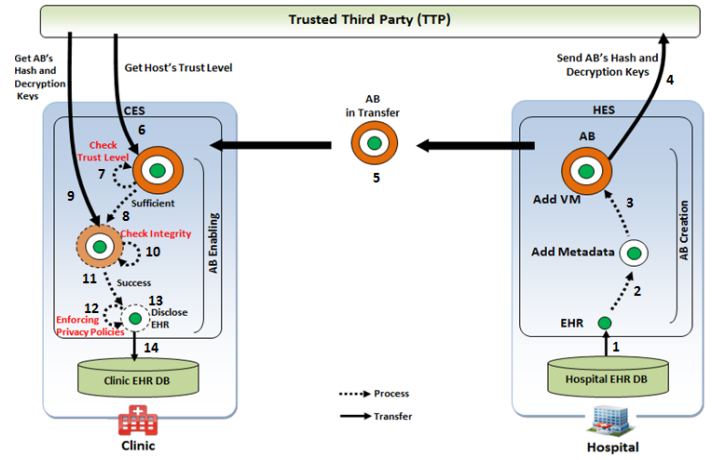 Trusted Third Party (TTP)
Get AB's
Hash and
Decryption
Keys
Get Host's Trust Level
Send AB's Hash and
Decryption Keys
4
CES
6
Check
Trust Level
7
Sufficient
8
9
Check Integrity
10
11
Success
12
13
Disclose
EHR
Enforcing
Privacy Policies
14
AB Enabling
Clinic EHR DB
Clinic
AB
in Transfer
5
Process
Transfer
HES
AB
Add VM
3
Add Metadata
2
EHR
1
AB Creation
Hospital EHR DB
Hospital